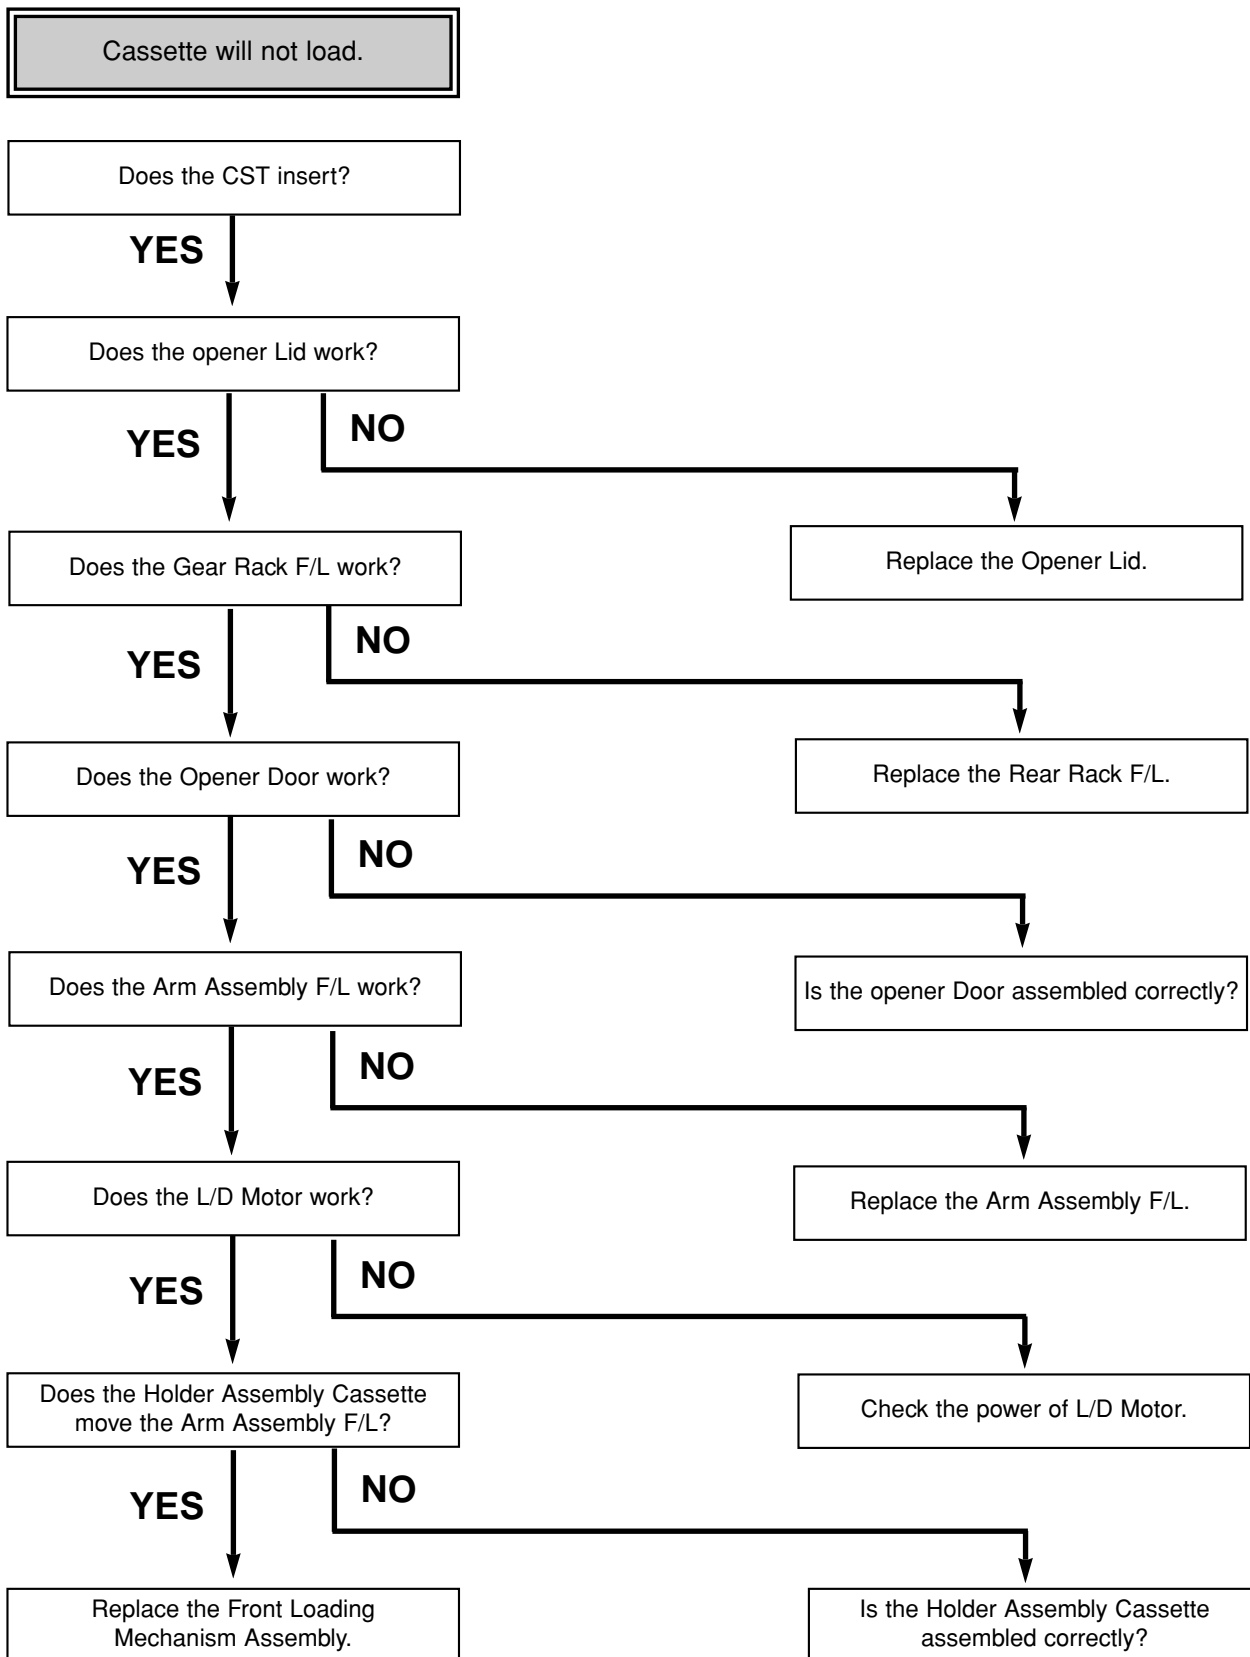 Cassette will not load.
Does the CST insert?
YES
Does the opener Lid work?
YES
NO
Does the Gear Rack F/L work?
Replace the Opener Lid.
YES
NO
Does the Opener Door work?
Replace the Rear Rack F/L.
YES
NO
Does the Arm Assembly F/L work?
Is the opener Door assembled correctly?
YES
NO
Does the L/D Motor work?
Replace the Arm Assembly F/L.
YES
NO
Does the Holder Assembly Cassette
move the Arm Assembly F/L?
Check the power of L/D Motor.
YES
NO
Replace the Front Loading
Mechanism Assembly.
Is the Holder Assembly Cassette
assembled correctly?